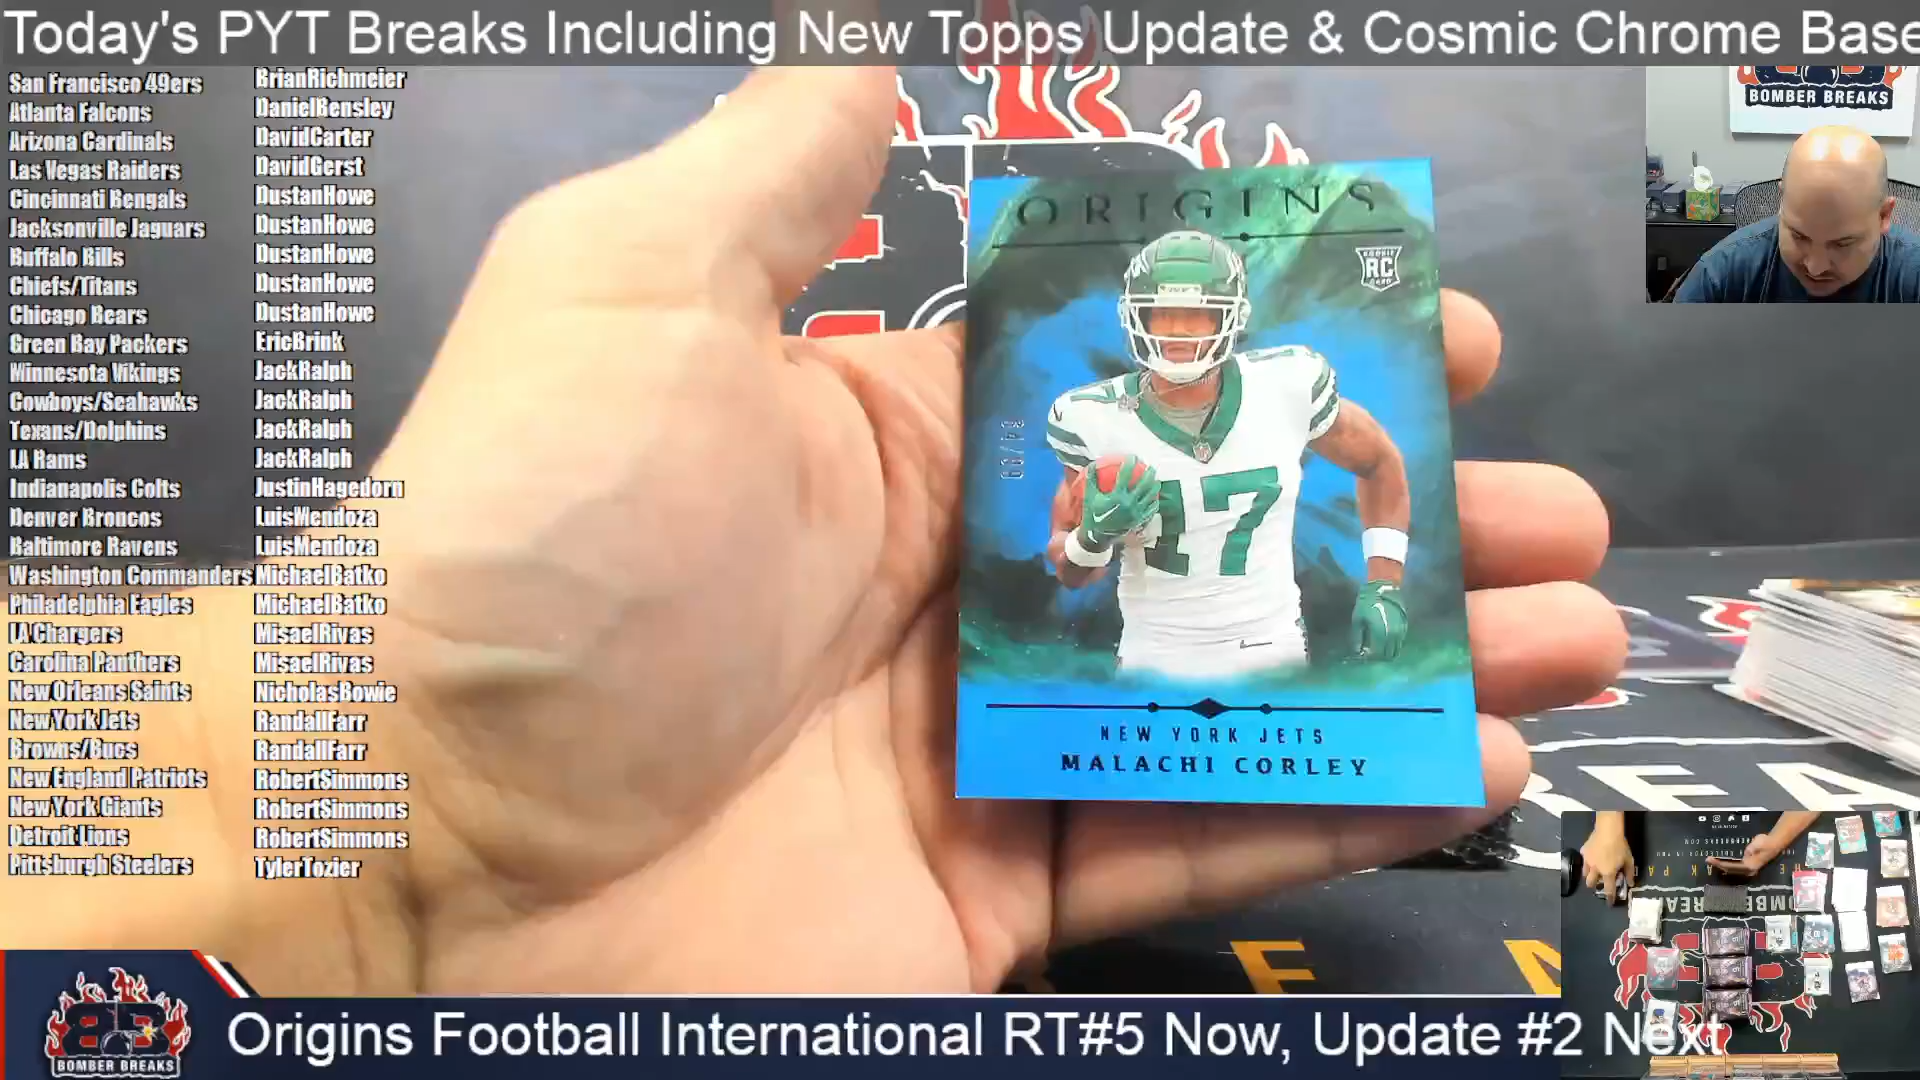 Today's PYT Breaks Including New Topps Update & Cosmic Chrome Base
San Francisco 49ers BrianRichmeier
Atlanta Falcons DanielBensley
Arizona Cardinals DavidCarter
Las Vegas Raiders DavidGerst
Cincinnati Bengals DustanHowe
Jacksonville Jaguars DustanHowe
Buffalo Bills DustanHowe
Chiefs/Titans DustanHowe
Chicago Bears DustanHowe
Green Bay Packers EricBrink
Minnesota Vikings JackRalph
Cowboys/Seahawks JackRalph
Texans/Dolphins JackRalph
LA Rams JackRalph
Indianapolis Colts JustinHagedorn
Denver Broncos LuisMendoza
Baltimore Ravens LuisMendoza
Washington Commanders MichaelBatko
Philadelphia Eagles MichaelBatko
LA Chargers MisaelRivas
Carolina Panthers MisaelRivas
New Orleans Saints NicholasBowie
New York Jets RandallFarr
Browns/Bucs RandallFarr
New England Patriots RobertSimmons
New York Giants RobertSimmons
Detroit Lions RobertSimmons
Pittsburgh Steelers TylerTozier
BOMBER BREAKS
ORIGINS
ROOKIE
RC
CARD
17
17
NEW YORK JETS
MALACHI CORLEY
BOMBER BREAKS
Origins Football International RT#5 Now, Update #2 Next